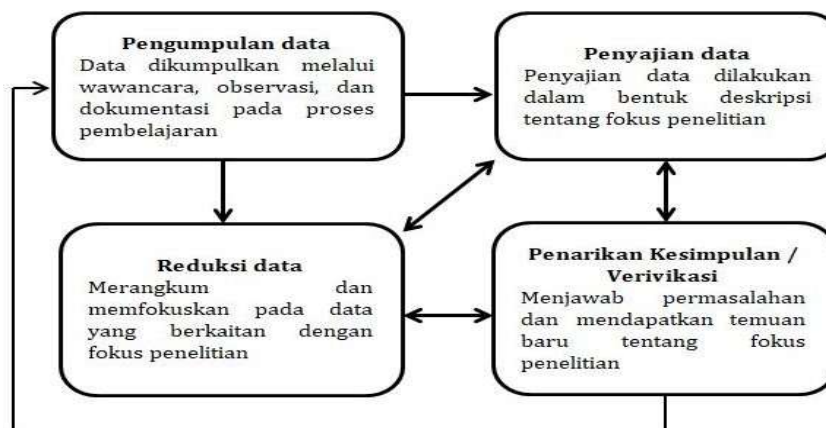 Pengumpulan data
Data dikumpulkan melalui
wawancara, observasi, dan
dokumentasi pada proses
pembelajaran
Penyajian data
Penyajian data dilakukan
dalam bentuk deskripsi
tentang fokus penelitian
Reduksi data
Merangkum dan
memfokuskan pada data
yang berkaitan dengan
fokus penelitian
Penarikan Kesimpulan /
Verivikasi
Menjawab permasalahan
dan mendapatkan temuan
baru tentang fokus
penelitian